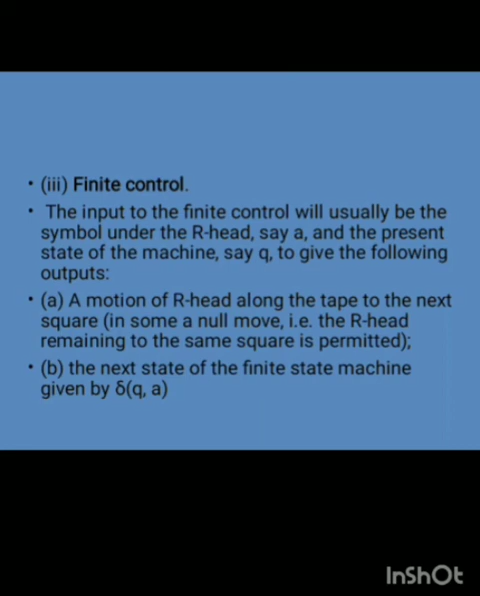 • (iii) Finite control.
• The input to the finite control will usually be the
symbol under the R-head, say a, and the present
state of the machine, say q, to give the following
outputs:
• (a) A motion of R-head along the tape to the next
square (in some a null move, i.e. the R-head
remaining to the same square is permitted);
• (b) the next state of the finite state machine
given by δ(q, a)
InShOt